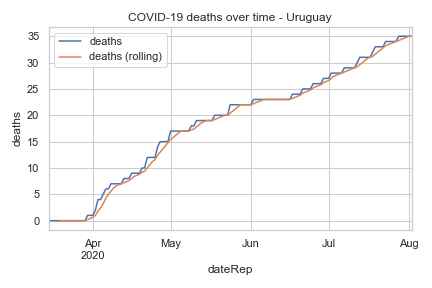 COVID-19 deaths over time - Uruguay
deaths
deaths (rolling)
35
30
25
20
15
10
5
0
deaths
Apr May Jun Jul Aug
2020
dateRep